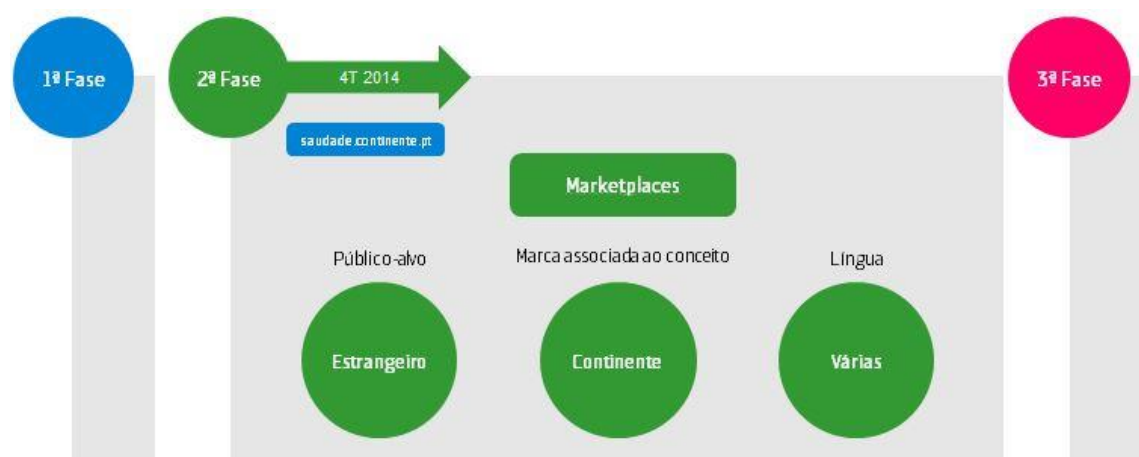 1ª Fase
2ª Fase
4T 2014
3ª Fase
saudade.continente.pt
Marketplaces
Público-alvo
Marca associada ao conceito
Língua
Estrangeiro
Continente
Várias